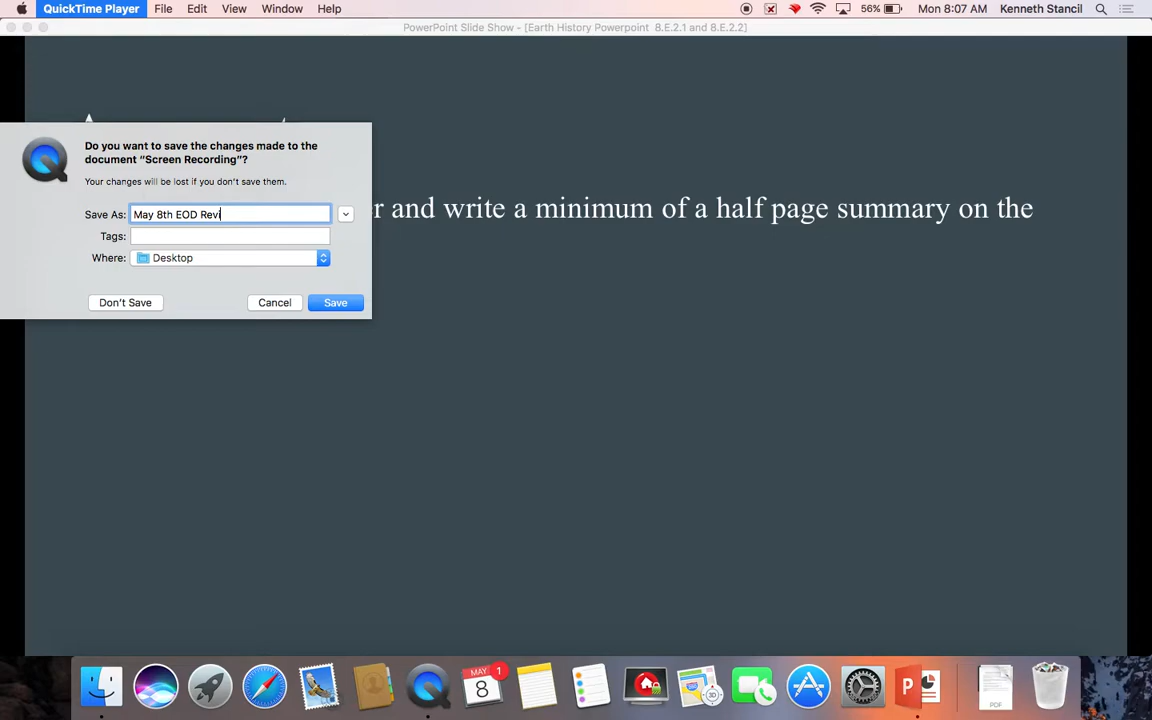 QuickTime Player File Edit View Window Help 56% Mon 8:07 AM Kenneth Stancil
PowerPoint Slide Show - [Earth History Powerpoint 8.E.2.1 and 8.E.2.2]
Do you want to save the changes made to the
document “Screen Recording”?
Your changes will be lost if you don’t save them.
Save As: May 8th EOD Revi
r and write a minimum of a half page summary on the
Tags:
Where: Desktop
Don’t Save Cancel Save
MAY 1
8
3D
PDF